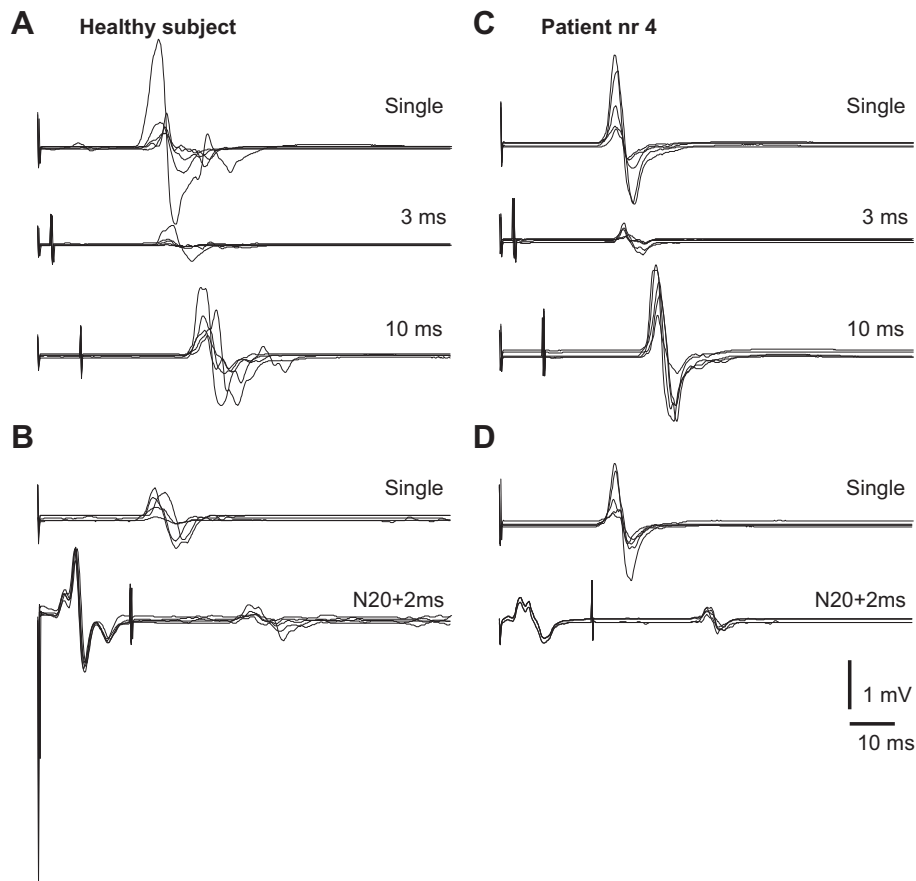 A Healthy subject
Single
3 ms
10 ms
B
Single
N20+2ms
C Patient nr 4
Single
3 ms
10 ms
D
Single
N20+2ms
1 mV
10 ms